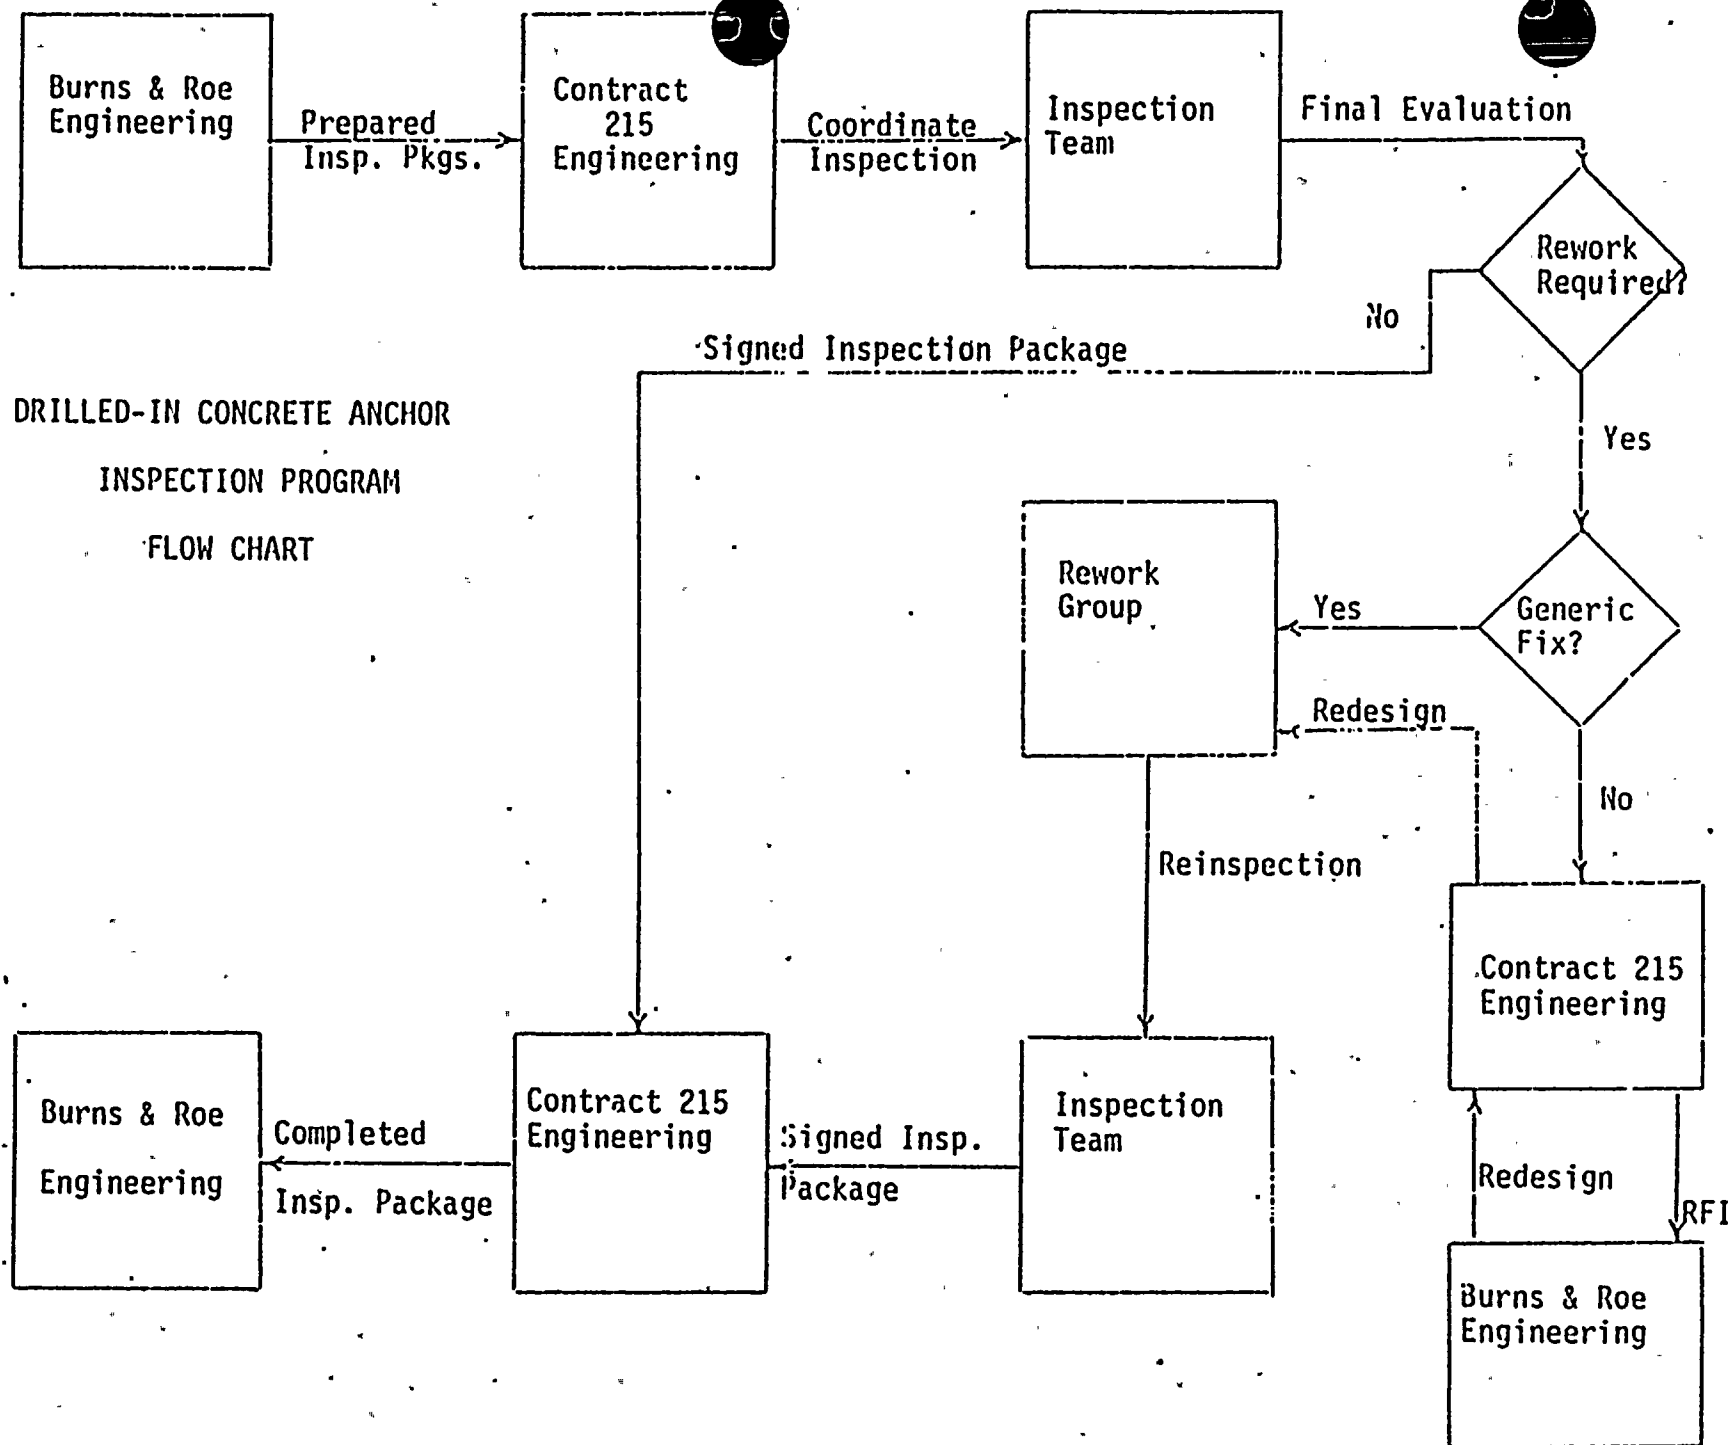 Burns & Roe
Engineering
Prepared
Insp. Pkgs.
Contract
215
Engineering
Coordinate
Inspection
Inspection
Team
Final Evaluation
Rework
Required?
No
Signed Inspection Package
DRILLED-IN CONCRETE ANCHOR
INSPECTION PROGRAM
FLOW CHART
Yes
Generic
Fix?
Yes
Rework
Group
Redesign
No
Reinspection
Contract 215
Engineering
Redesign
RFI
Burns & Roe
Engineering
Inspection
Team
Signed Insp.
Package
Contract 215
Engineering
Completed
Insp. Package
Burns & Roe
Engineering